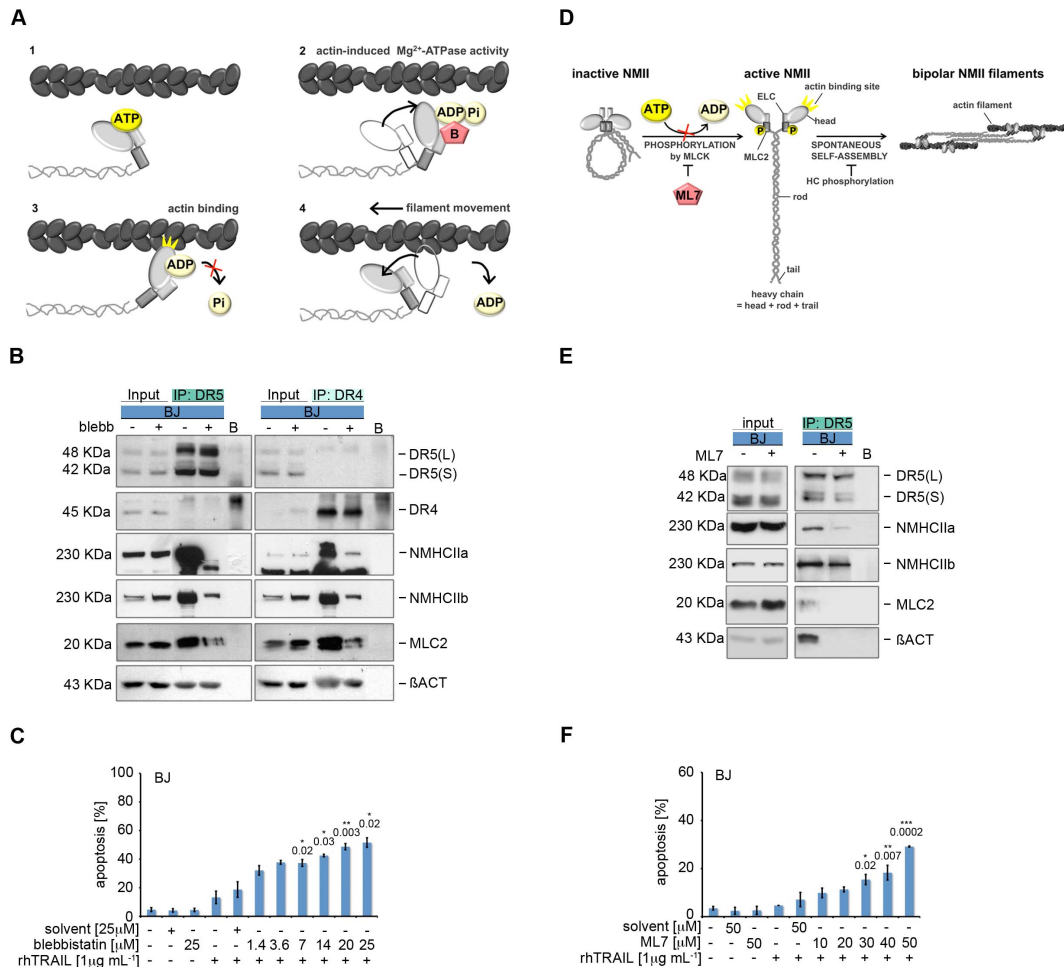 A
1
ATP
2 actin-induced Mg²⁺-ATPase activity
ADP Pi
B
3 actin binding
ADP
Pi
4 filament movement
ADP
D
inactive NMII
active NMII
bipolar NMII filaments
ATP
ADP
PHOSPHORYLATION
by MLCK
ML7
ELC
actin binding site
head
P
P
MLC2
SPONTANEOUS
SELF-ASSEMBLY
HC phosphorylation
rod
tail
heavy chain
= head + rod + trail
actin filament
B
Input IP: DR5 Input IP: DR4
BJ BJ
blebb - + - + B - + - + B
48 KDa DR5(L)
42 KDa DR5(S)
45 KDa DR4
230 KDa NMHCIIa
230 KDa NMHCIIb
20 KDa MLC2
43 KDa ßACT
E
input IP: DR5
BJ BJ
ML7 - + - + B
48 KDa DR5(L)
42 KDa DR5(S)
230 KDa NMHCIIa
230 KDa NMHCIIb
20 KDa MLC2
43 KDa ßACT
C
BJ
apoptosis [%]
100
80
60
40
20
0
* 0.02
* 0.03
** 0.003
* 0.02
solvent [25µM] - + - - + - - - - - -
blebbistatin [µM] - - 25 - - 1.4 3.6 7 14 20 25
rhTRAIL [1µg mL⁻¹] - - - + + + + + + + +
F
BJ
apoptosis [%]
60
40
20
0
* 0.02
** 0.007
*** 0.0002
solvent [µM] - 50 - - 50 - - - - -
ML7 [µM] - - 50 - - 10 20 30 40 50
rhTRAIL [1µg mL⁻¹] - - - + + + + + + +